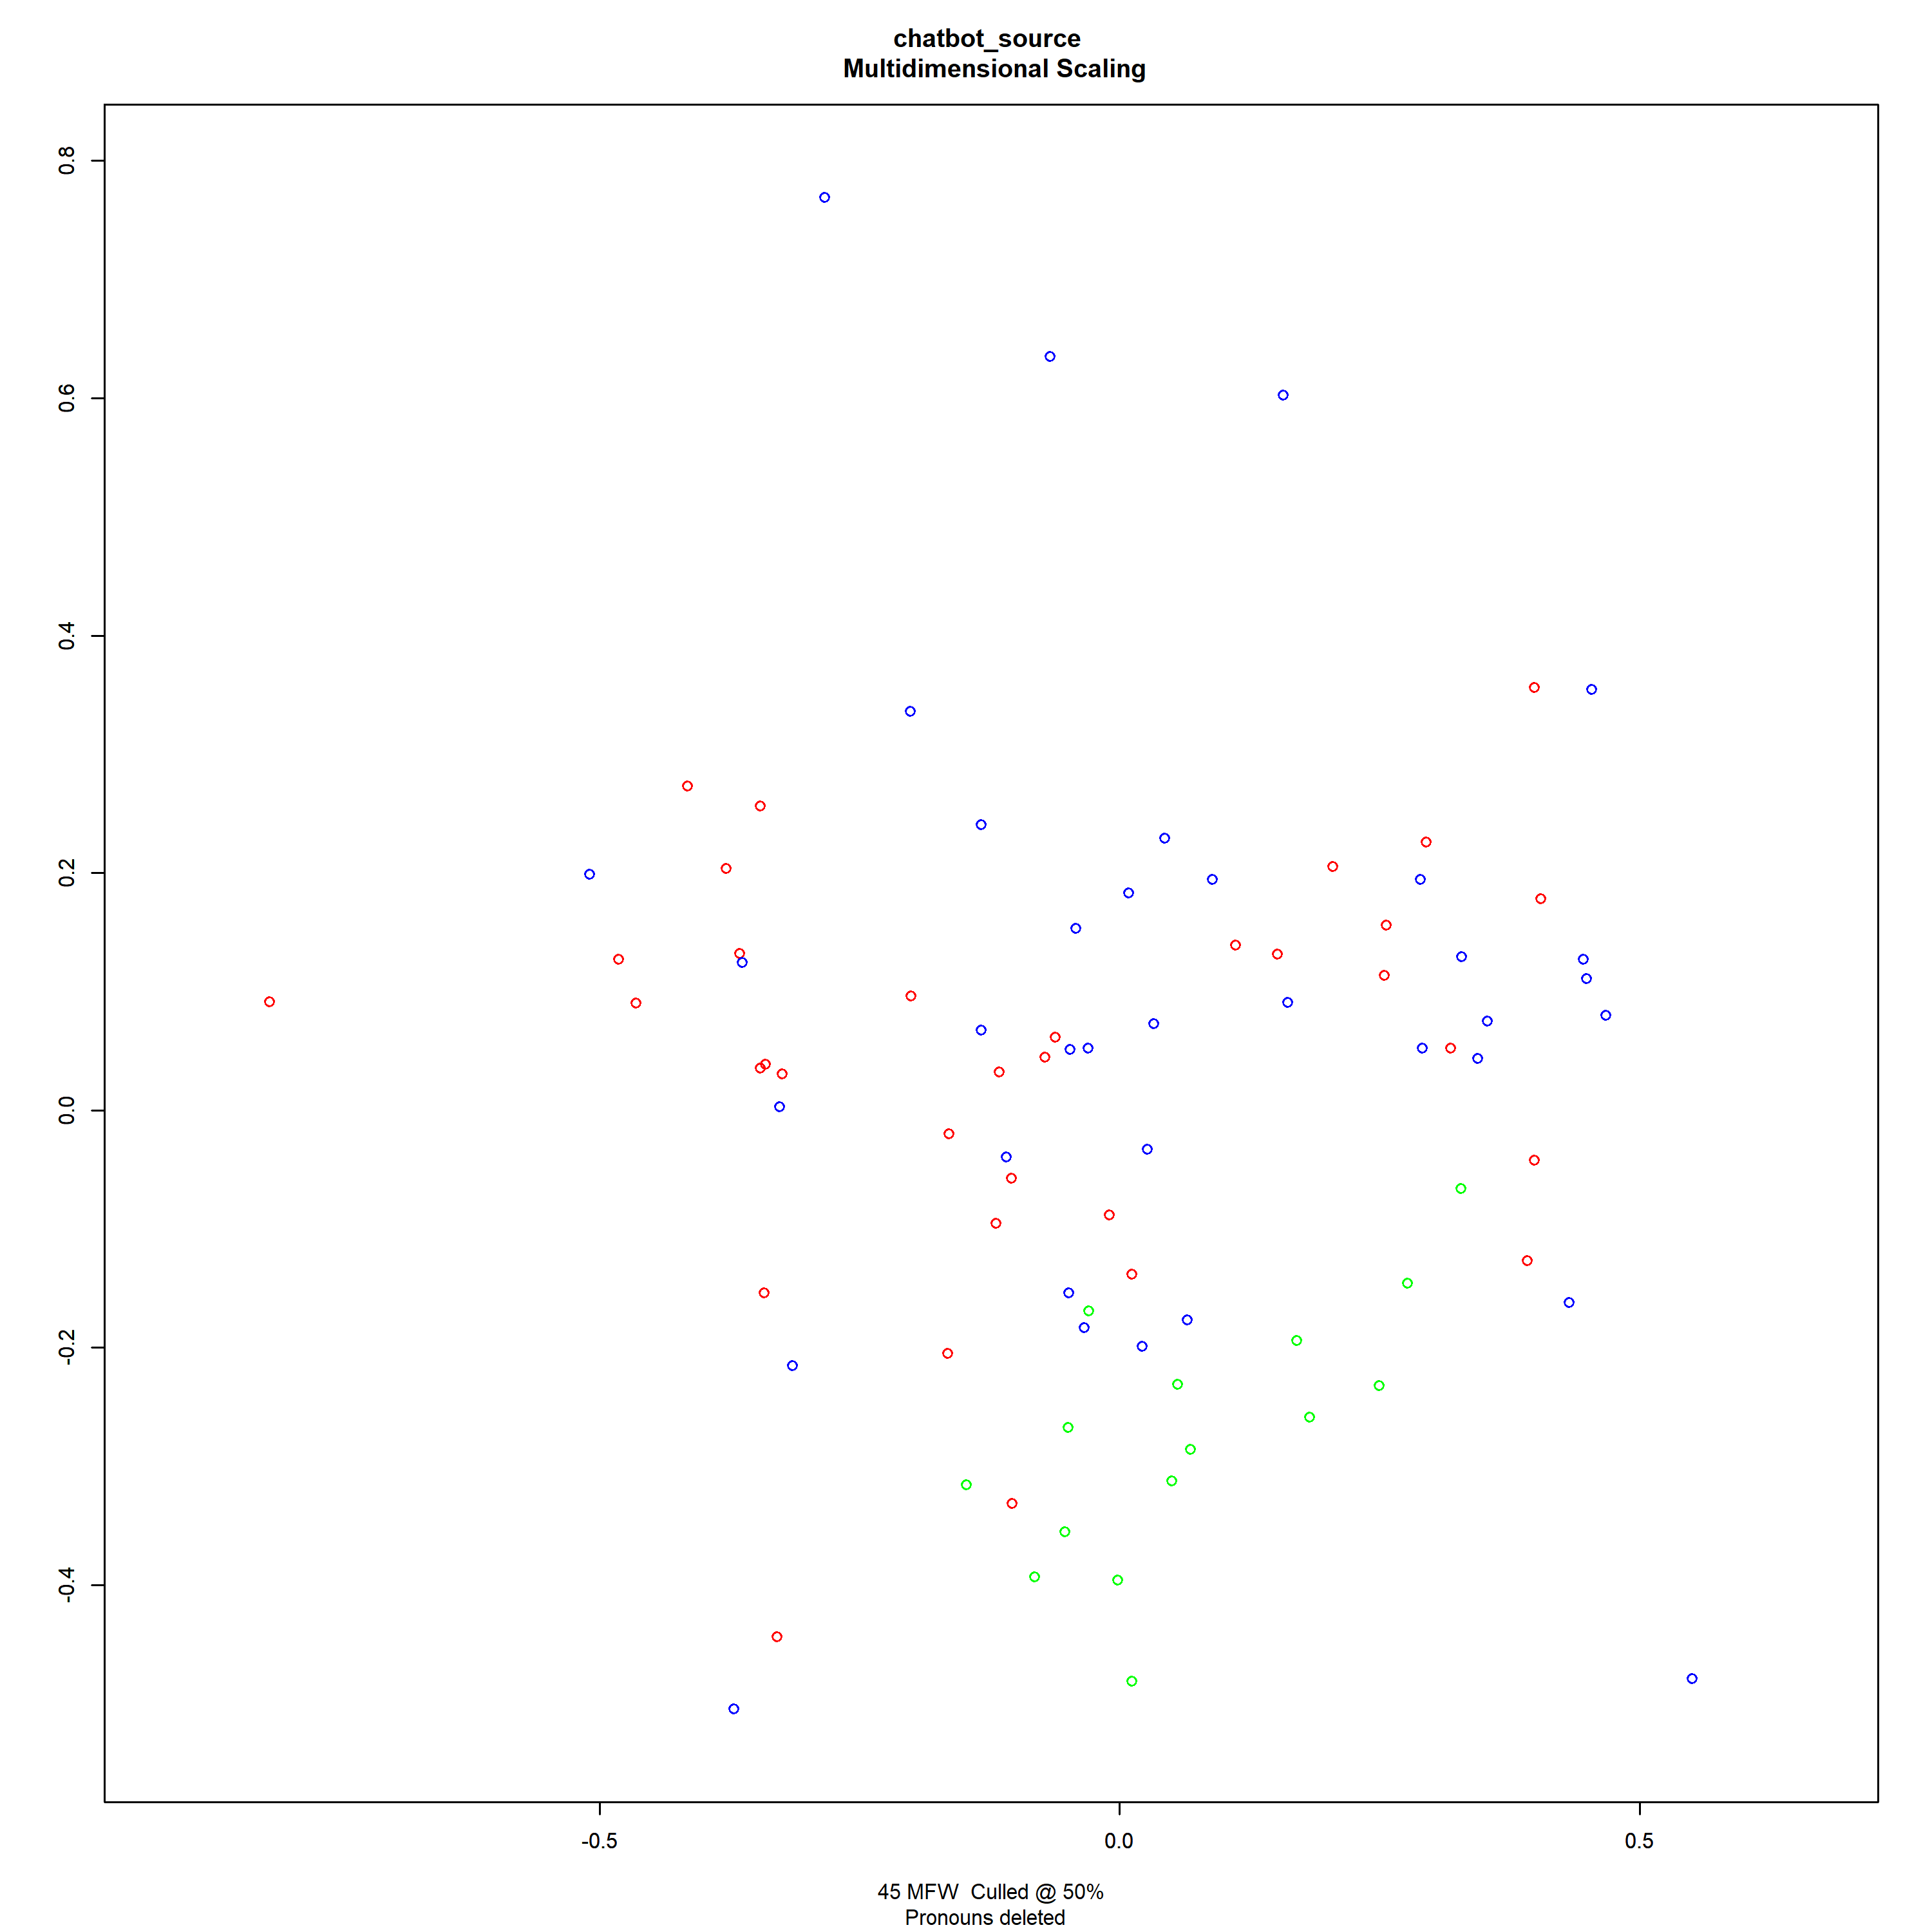 chatbot_source
Multidimensional Scaling
0.8
0.6
0.4
0.2
0.0
-0.2
-0.4
-0.5 0.0 0.5
45 MFW  Culled @ 50%
Pronouns deleted